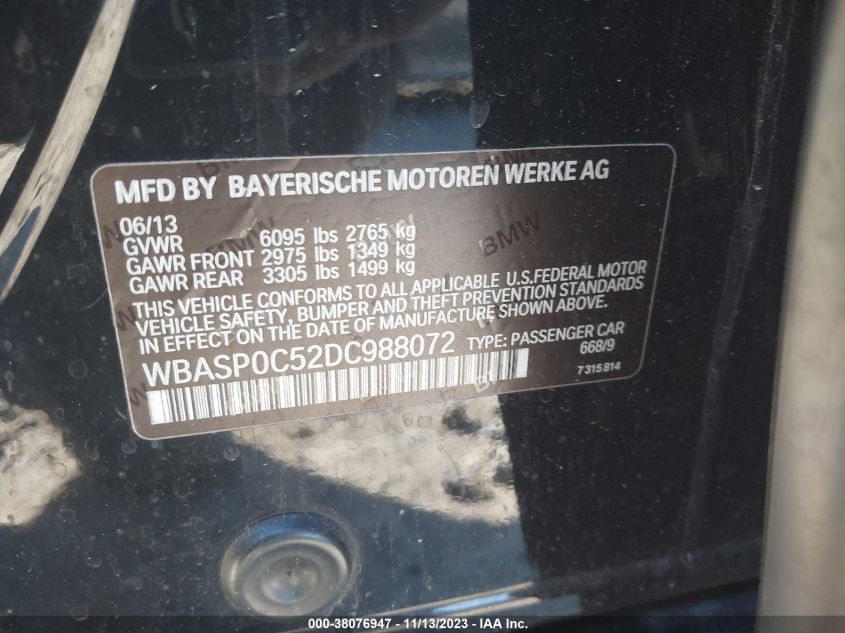 MFD BY BAYERISCHE MOTOREN WERKE AG
06/13
GVWR 6095 lbs 2765 kg
GAWR FRONT 2975 lbs 1349 kg
GAWR REAR 3305 lbs 1499 kg
THIS VEHICLE CONFORMS TO ALL APPLICABLE U.S.FEDERAL MOTOR
VEHICLE SAFETY, BUMPER AND THEFT PREVENTION STANDARDS
IN EFFECT ON THE DATE OF MANUFACTURE SHOWN ABOVE.
WBASP0C52DC988072 TYPE: PASSENGER CAR
668/9
7 315.814
BMW
000-38076947 - 11/13/2023 - IAAI.com